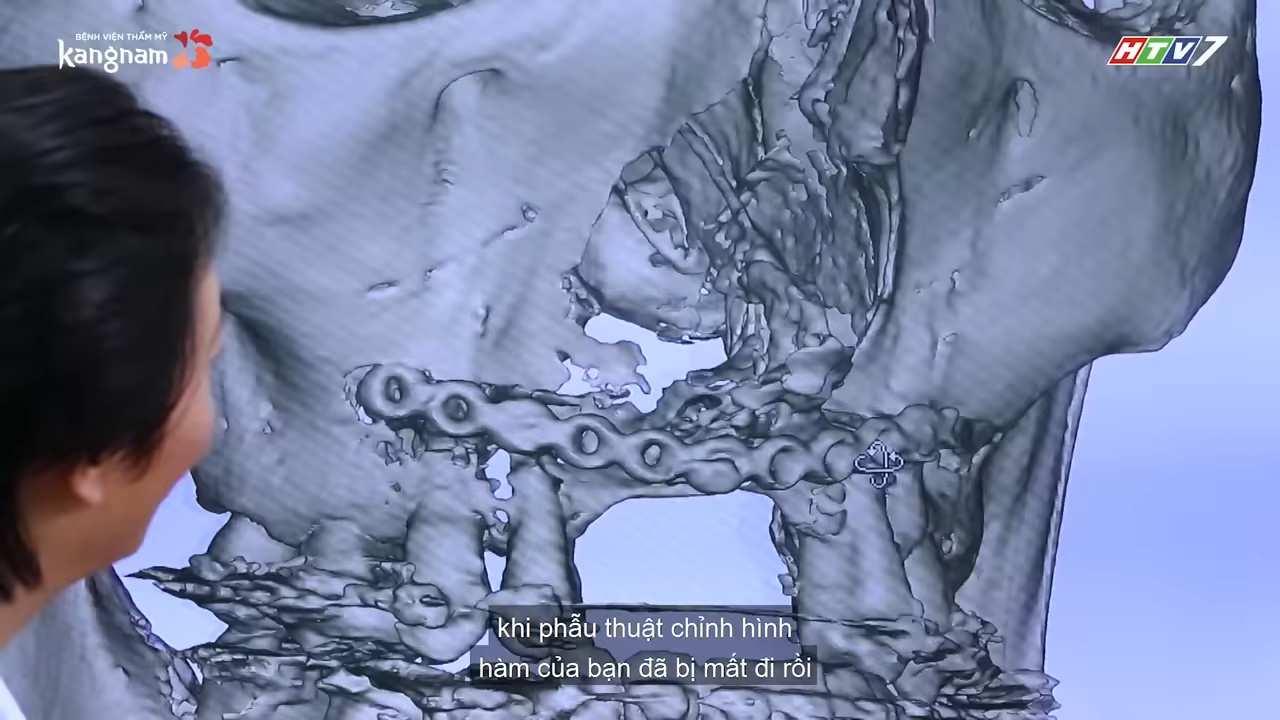 BỆNH VIỆN THẨM MỸ
kangnam
HTV7
khi phẫu thuật chỉnh hình
hàm của bạn đã bị mất đi rồi